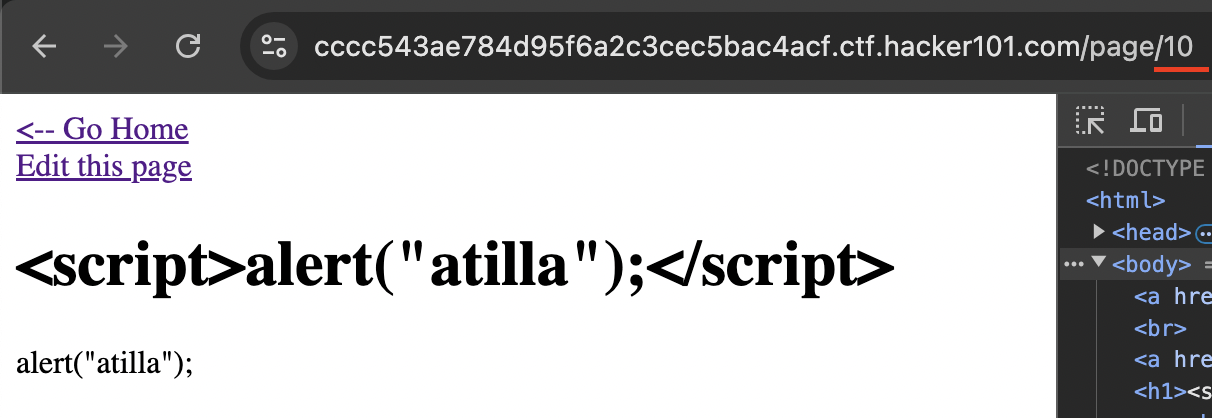 cccc543ae784d95f6a2c3cec5bac4acf.ctf.hacker101.com/page/10
<-- Go Home
Edit this page
<script>alert("atilla");</script>
alert("atilla");
<!DOCTYPE
<html>
<head>
<body> =
<a hre
<br>
<a hre
<h1><s